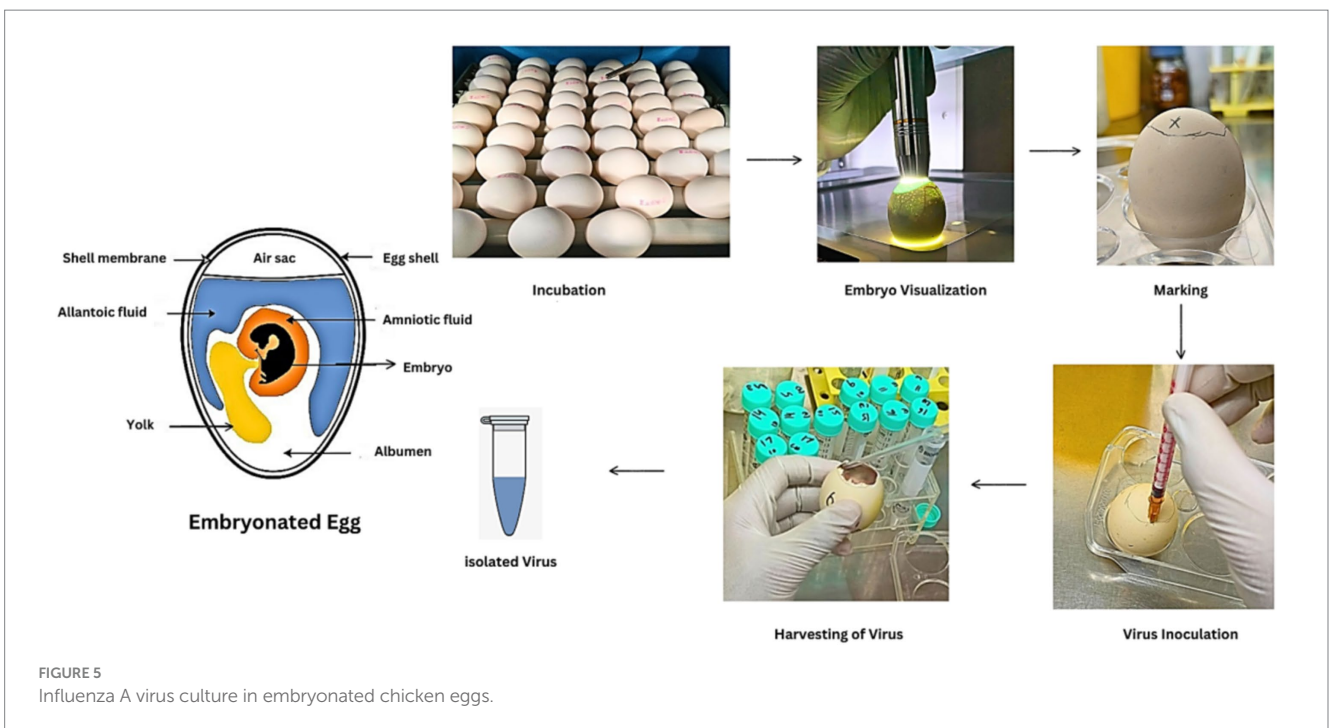 Shell membrane
Air sac
Egg shell
Allantoic fluid
Amniotic fluid
Embryo
Yolk
Albumen
Embryonated Egg
Incubation
Embryo Visualization
X
Marking
Virus Inoculation
6
Harvesting of Virus
isolated Virus
FIGURE 5
Influenza A virus culture in embryonated chicken eggs.